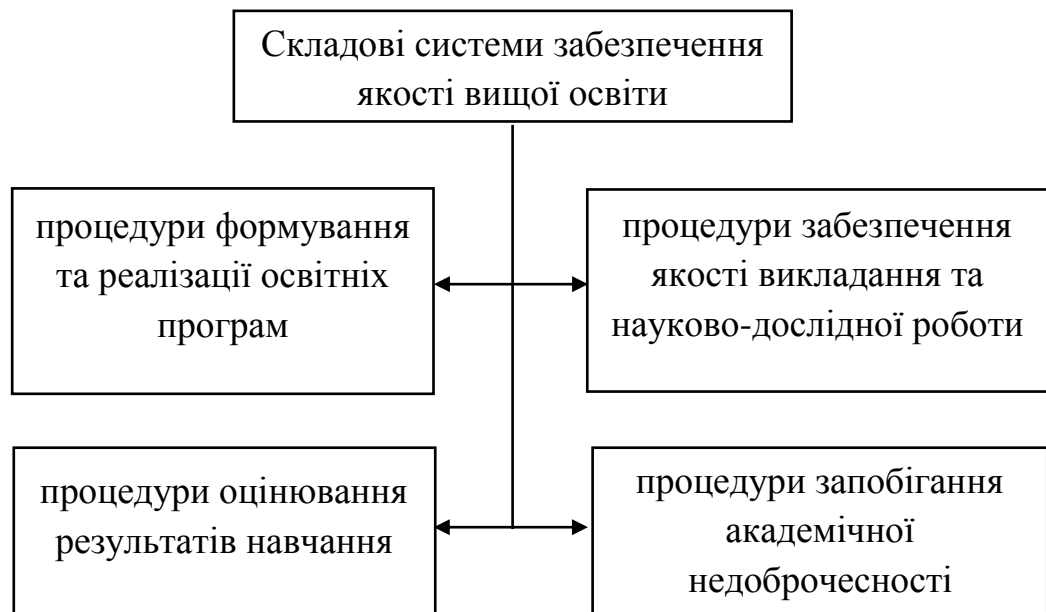 Складові системи забезпечення
якості вищої освіти
процедури формування
та реалізації освітніх
програм
процедури забезпечення
якості викладання та
науково-дослідної роботи
процедури оцінювання
результатів навчання
процедури запобігання
академічної
недоброчесності